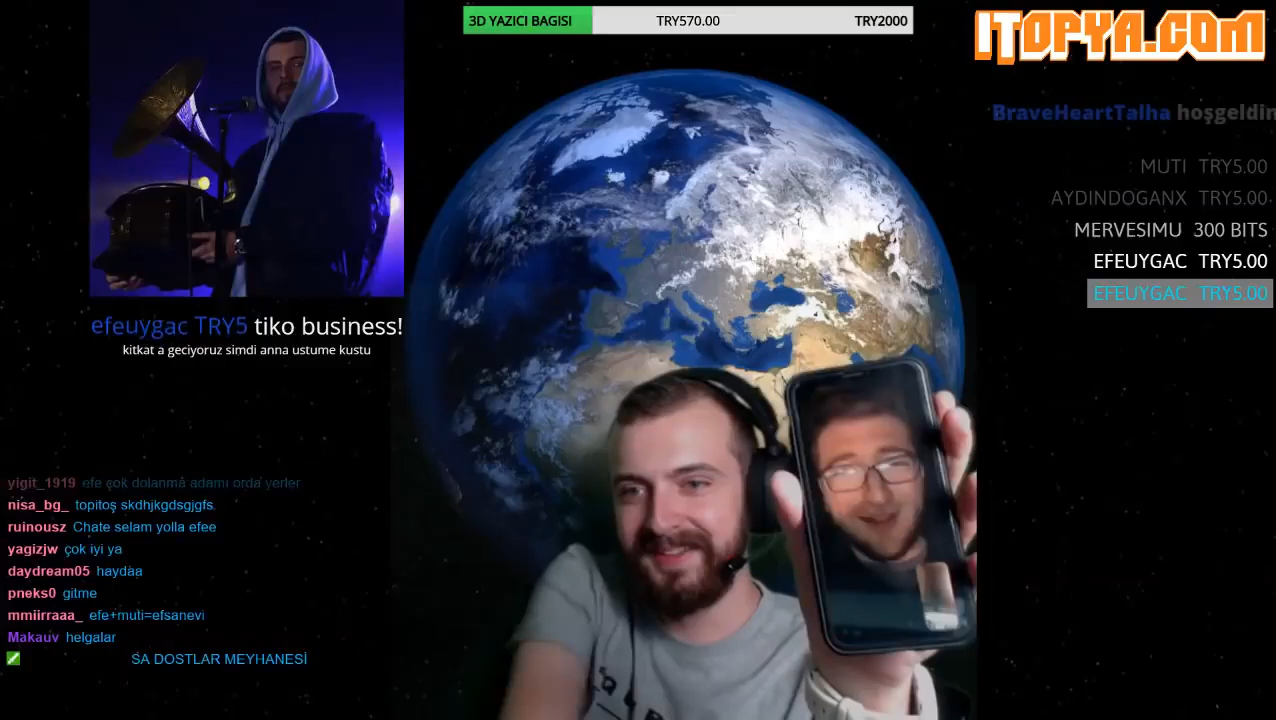 3D YAZICI BAGISI TRY570.00 TRY2000
ITOPYA.COM
BraveHeartTalha hoşgeldin
MUTI TRY5.00
AYDINDOGANX TRY5.00
MERVESIMU 300 BITS
EFEUYGAC TRY5.00
EFEUYGAC TRY5.00
efeuygac TRY5 tiko business!
kitkat a geciyoruz simdi anna ustume kustu
yigit_1919 efe çok dolanma adamı orda yerler
nisa_bg_ topitoş skdhjkgdsgjgfs
ruinousz Chate selam yolla efee
yagizjw çok iyi ya
daydream05 haydaa
pneks0 gitme
mmiirraaa_ efe+muti=efsanevi
Makauv helgalar
SA DOSTLAR MEYHANESİ